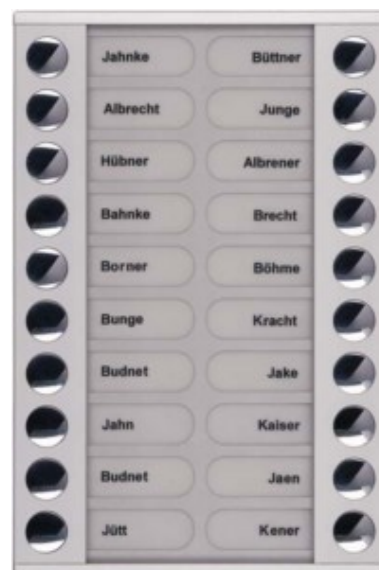 Jahnke Büttner
Albrecht Junge
Hübner Albrener
Bahnke Brecht
Borner Böhme
Bunge Kracht
Budnet Jake
Jahn Kaiser
Budnet Jaen
Jütt Kener